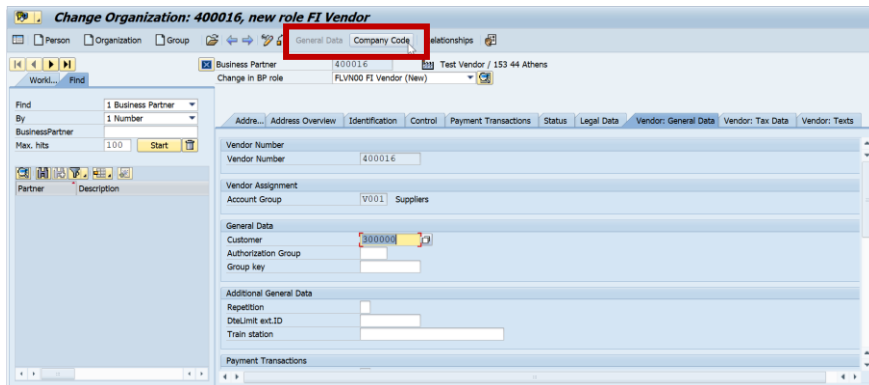 Change Organization: 400016, new role FI Vendor
Person Organization Group General Data Company Code elationships
Business Partner 400016 Test Vendor / 153 44 Athens
Change in BP role FLVN00 FI Vendor (New)
Workl... Find
Find 1 Business Partner
By 1 Number
BusinessPartner
Max. hits 100 Start
Partner Description
Addre... Address Overview Identification Control Payment Transactions Status Legal Data Vendor: General Data Vendor: Tax Data Vendor: Texts
Vendor Number
Vendor Number 400016
Vendor Assignment
Account Group V001 Suppliers
General Data
Customer 300000
Authorization Group
Group key
Additional General Data
Repetition
DteLimit ext.ID
Train station
Payment Transactions